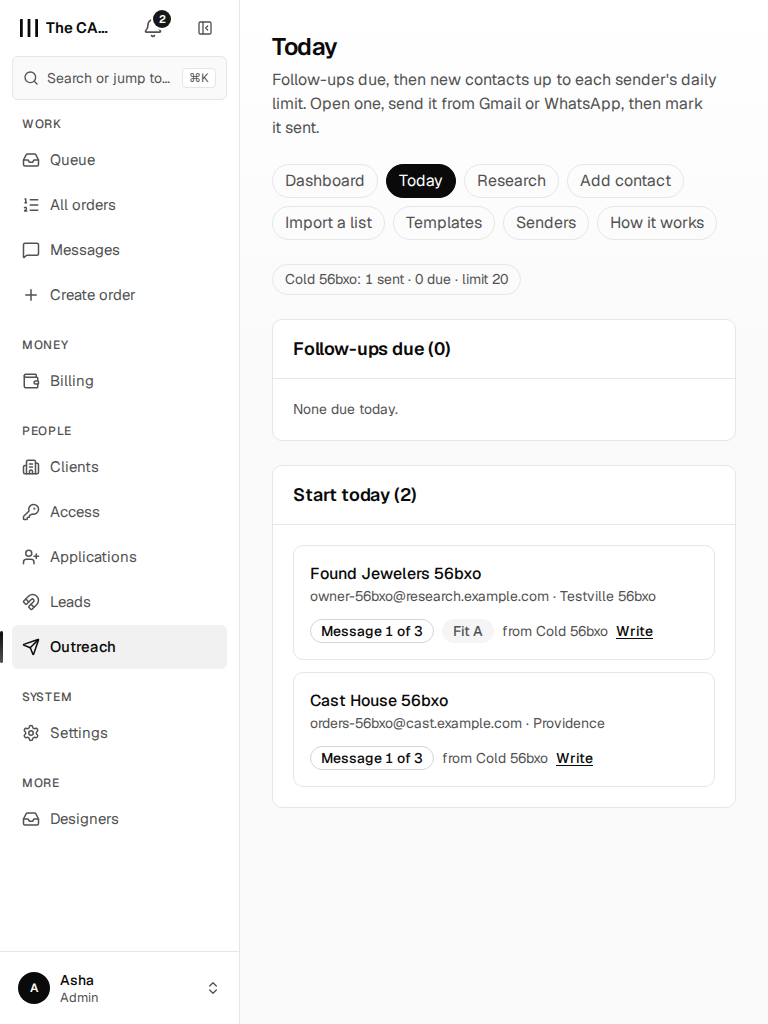 The CA...
2
Search or jump to...
⌘K
WORK
Queue
All orders
Messages
Create order
MONEY
Billing
PEOPLE
Clients
Access
Applications
Leads
Outreach
SYSTEM
Settings
MORE
Designers
A
Asha
Admin
Today
Follow-ups due, then new contacts up to each sender's daily
limit. Open one, send it from Gmail or WhatsApp, then mark
it sent.
Dashboard Today Research Add contact
Import a list Templates Senders How it works
Cold 56bxo: 1 sent · 0 due · limit 20
Follow-ups due (0)
None due today.
Start today (2)
Found Jewelers 56bxo
owner-56bxo@research.example.com · Testville 56bxo
Message 1 of 3 Fit A from Cold 56bxo Write
Cast House 56bxo
orders-56bxo@cast.example.com · Providence
Message 1 of 3 from Cold 56bxo Write